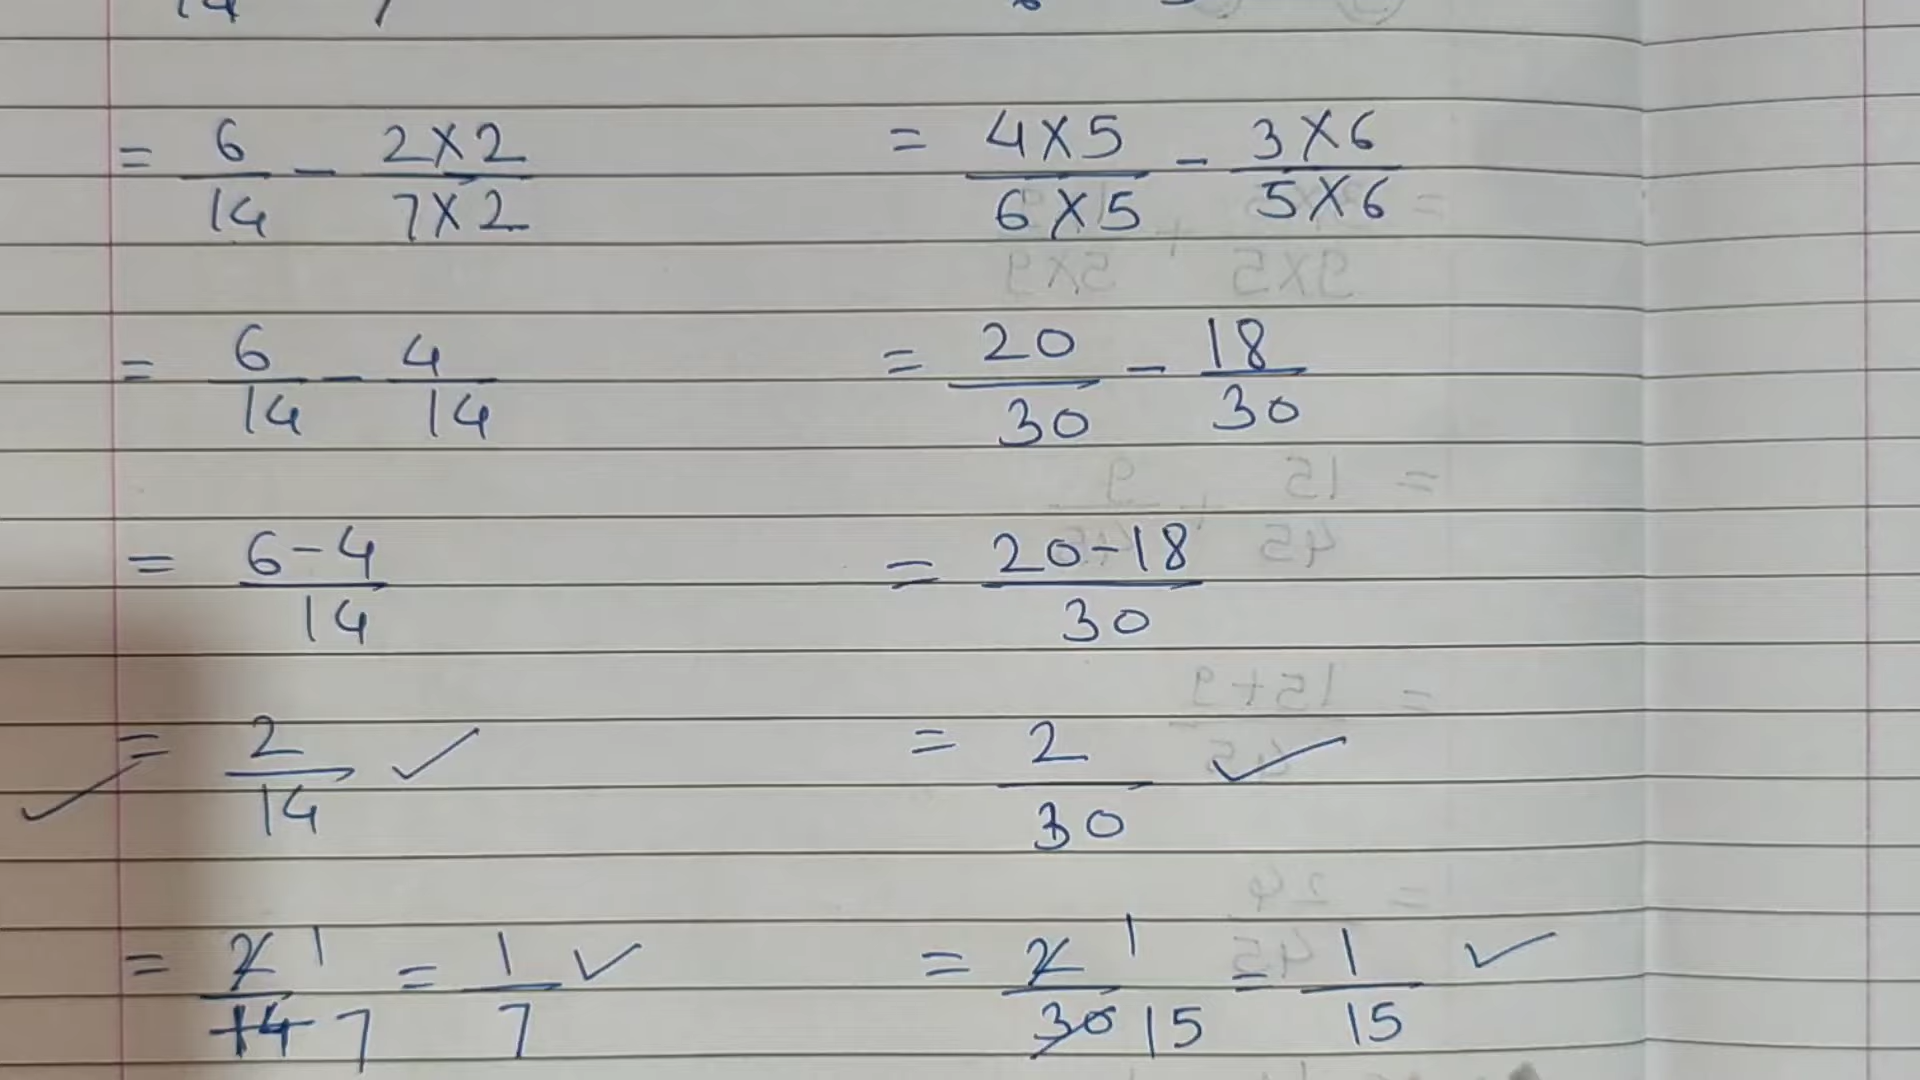 = 6/14 - 2×2/7×2
= 6/14 - 4/14
= 6-4/14
= 2/14 ✓
= 2 1/14 7 = 1/7 ✓
= 4×5/6×5 - 3×6/5×6
= 20/30 - 18/30
= 20-18/30
= 2/30 ✓
= 2 1/30 15 = 1/15 ✓